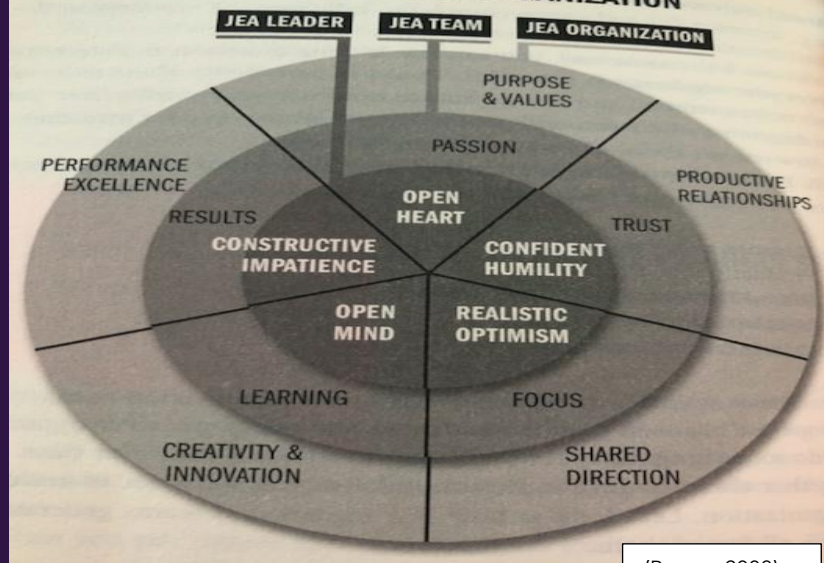 JEA LEADER
JEA TEAM
JEA ORGANIZATION
PURPOSE
& VALUES
PASSION
OPEN
HEART
PERFORMANCE
EXCELLENCE
RESULTS
CONSTRUCTIVE
IMPATIENCE
PRODUCTIVE
RELATIONSHIPS
TRUST
CONFIDENT
HUMILITY
OPEN
MIND
REALISTIC
OPTIMISM
LEARNING
FOCUS
CREATIVITY &
INNOVATION
SHARED
DIRECTION